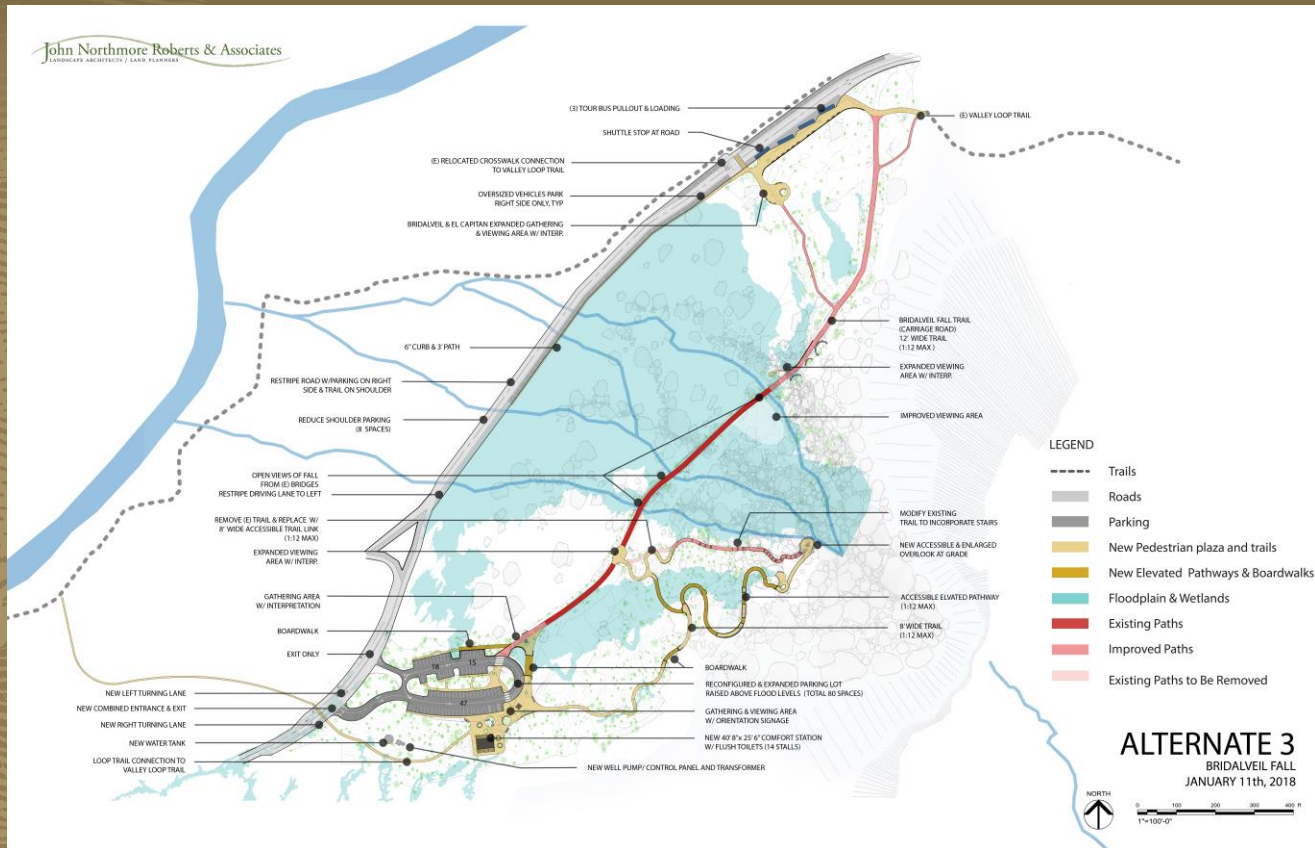 John Northmore Roberts & Associates
LANDSCAPE ARCHITECTS / LAND PLANNERS
(3) TOUR BUS PULLOUT & LOADING
SHUTTLE STOP AT ROAD
(E) RELOCATED CROSSWALK CONNECTION
TO VALLEY LOOP TRAIL
OVERSIZED VEHICLES PARK
RIGHT SIDE ONLY, TYP
BRIDALVEIL & EL CAPITAN EXPANDED GATHERING
& VIEWING AREA W/ INTERP.
6" CURB & 3' PATH
RESTRIPE ROAD W/PARKING ON RIGHT
SIDE & TRAIL ON SHOULDER
REDUCE SHOULDER PARKING
(8 SPACES)
OPEN VIEWS OF FALL
FROM (E) BRIDGES
RESTRIPE DRIVING LANE TO LEFT
REMOVE (E) TRAIL & REPLACE W/
8' WIDE ACCESSIBLE TRAIL LINK
(1:12 MAX)
EXPANDED VIEWING
AREA W/ INTERP.
GATHERING AREA
W/ INTERPRETATION
BOARDWALK
EXIT ONLY
NEW LEFT TURNING LANE
NEW COMBINED ENTRANCE & EXIT
NEW RIGHT TURNING LANE
NEW WATER TANK
LOOP TRAIL CONNECTION TO
VALLEY LOOP TRAIL
18
15
47
(E) VALLEY LOOP TRAIL
BRIDALVEIL FALL TRAIL
(CARRIAGE ROAD)
12' WIDE TRAIL
(1:12 MAX )
EXPANDED VIEWING
AREA W/ INTERP.
IMPROVED VIEWING AREA
MODIFY EXISTING
TRAIL TO INCORPORATE STAIRS
NEW ACCESSIBLE & ENLARGED
OVERLOOK AT GRADE
ACCESSIBLE ELVATED PATHWAY
(1:12 MAX)
8' WIDE TRAIL
(1:12 MAX)
BOARDWALK
RECONFIGURED & EXPANDED PARKING LOT
RAISED ABOVE FLOOD LEVELS (TOTAL 80 SPACES)
GATHERING & VIEWING AREA
W/ ORIENTATION SIGNAGE
NEW 40' 8"x 25' 6" COMFORT STATION
W/ FLUSH TOILETS (14 STALLS)
NEW WELL PUMP/ CONTROL PANEL AND TRANSFORMER
LEGEND
Trails
Roads
Parking
New Pedestrian plaza and trails
New Elevated Pathways & Boardwalks
Floodplain & Wetlands
Existing Paths
Improved Paths
Existing Paths to Be Removed
ALTERNATE 3
BRIDALVEIL FALL
JANUARY 11th, 2018
NORTH
0 100 200 300 400 ft
1"=100'-0"